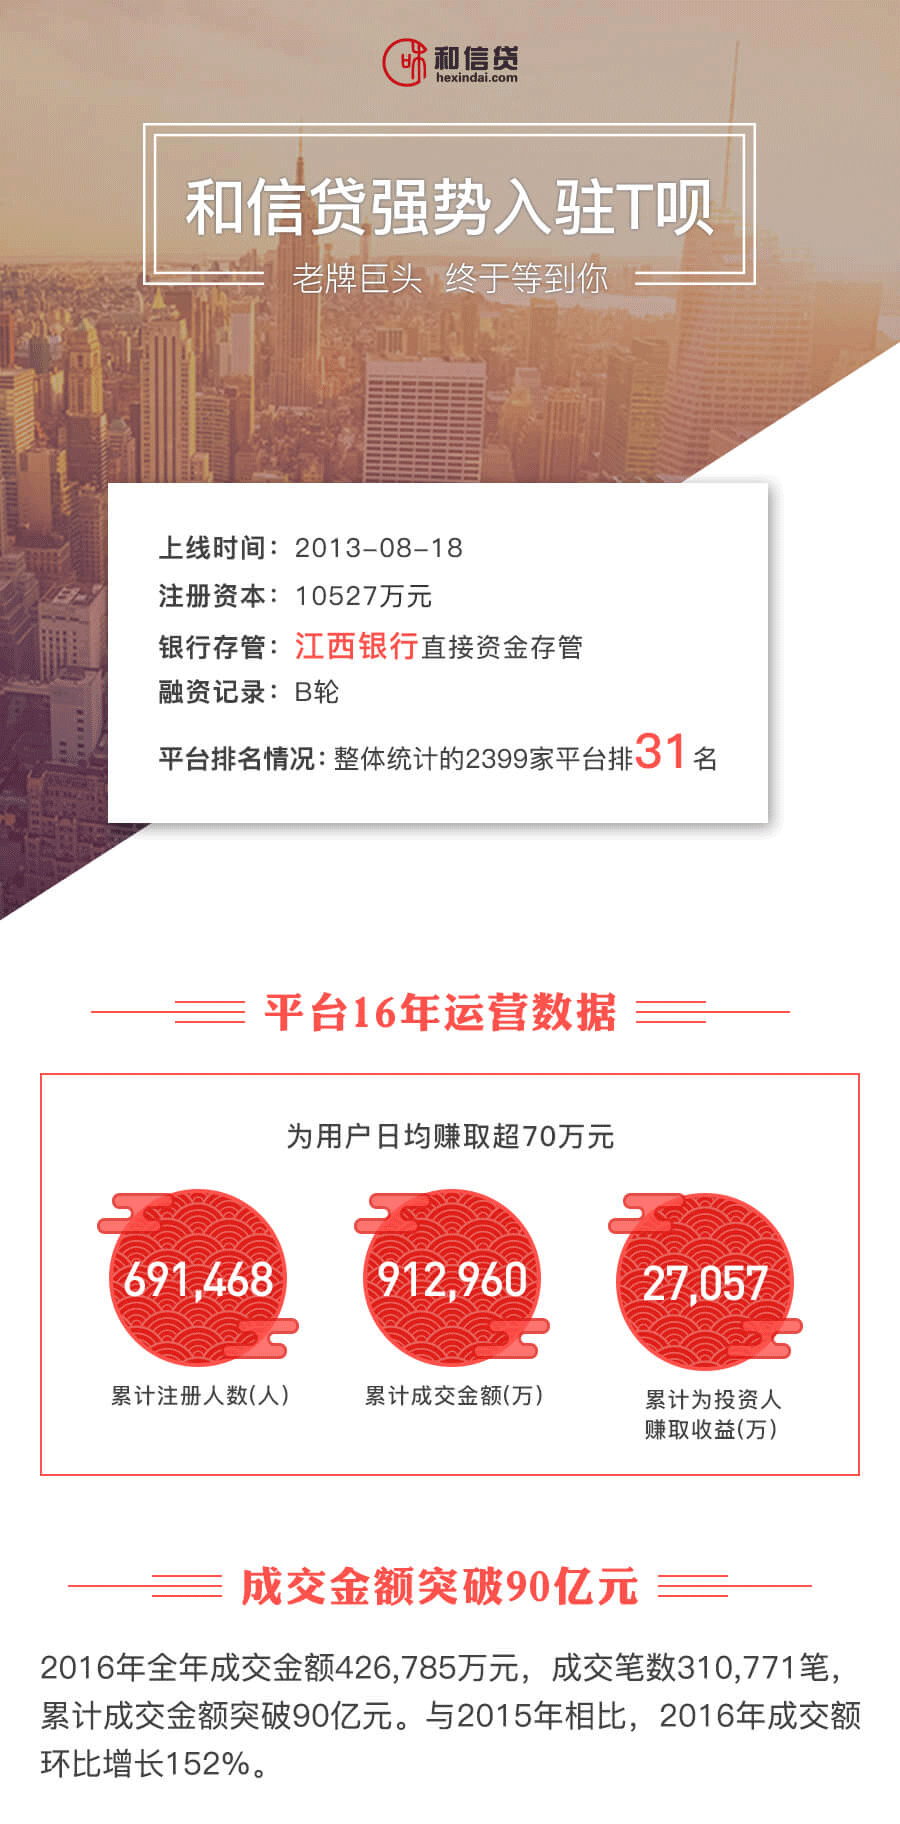 和信贷
hexindai.com
和信贷强势入驻T呗
老牌巨头 终于等到你
上线时间：2013-08-18
注册资本：10527万元
银行存管：江西银行直接资金存管
融资记录：B轮
平台排名情况：整体统计的2399家平台排31名
平台16年运营数据
为用户日均赚取超70万元
691,468
累计注册人数(人)
912,960
累计成交金额(万)
27,057
累计为投资人
赚取收益(万)
成交金额突破90亿元
2016年全年成交金额426,785万元，成交笔数310,771笔，
累计成交金额突破90亿元。与2015年相比，2016年成交额
环比增长152%。